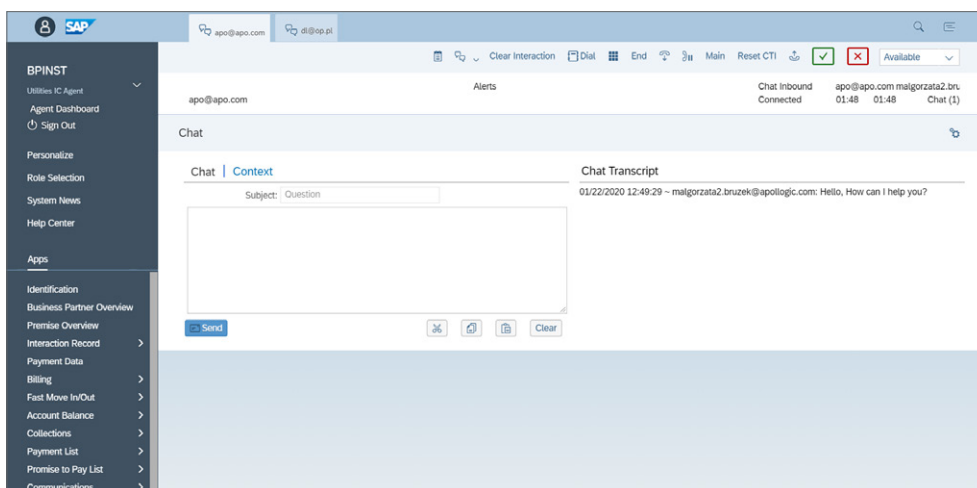 SAP
apo@apo.com
dl@op.pl
Clear Interaction
Dial
End
Main
Reset CTI
Available
BPINST
Utilities IC Agent
Agent Dashboard
Sign Out
Personalize
Role Selection
System News
Help Center
Apps
Identification
Business Partner Overview
Premise Overview
Interaction Record
Payment Data
Billing
Fast Move In/Out
Account Balance
Collections
Payment List
Promise to Pay List
Communications
apo@apo.com
Alerts
Chat Inbound
apo@apo.com malgorzata2.bru
Connected
01:48 01:48
Chat (1)
Chat
Chat | Context
Subject: Question
Send
Clear
Chat Transcript
01/22/2020 12:49:29 ~ malgorzata2.bruzek@apollogic.com: Hello, How can I help you?